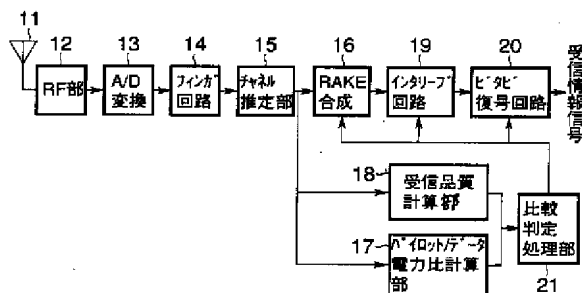 11
12
RF部
13
A/D
変換
14
フィンガ
回路
15
チャネル
推定部
16
RAKE
合成
19
インタリーブ
回路
20
ビタビ
復号回路
受信情報信号
18
受信品質
計算部
17
パイロット/データ
電力比計算
部
比較
判定
処理部
21